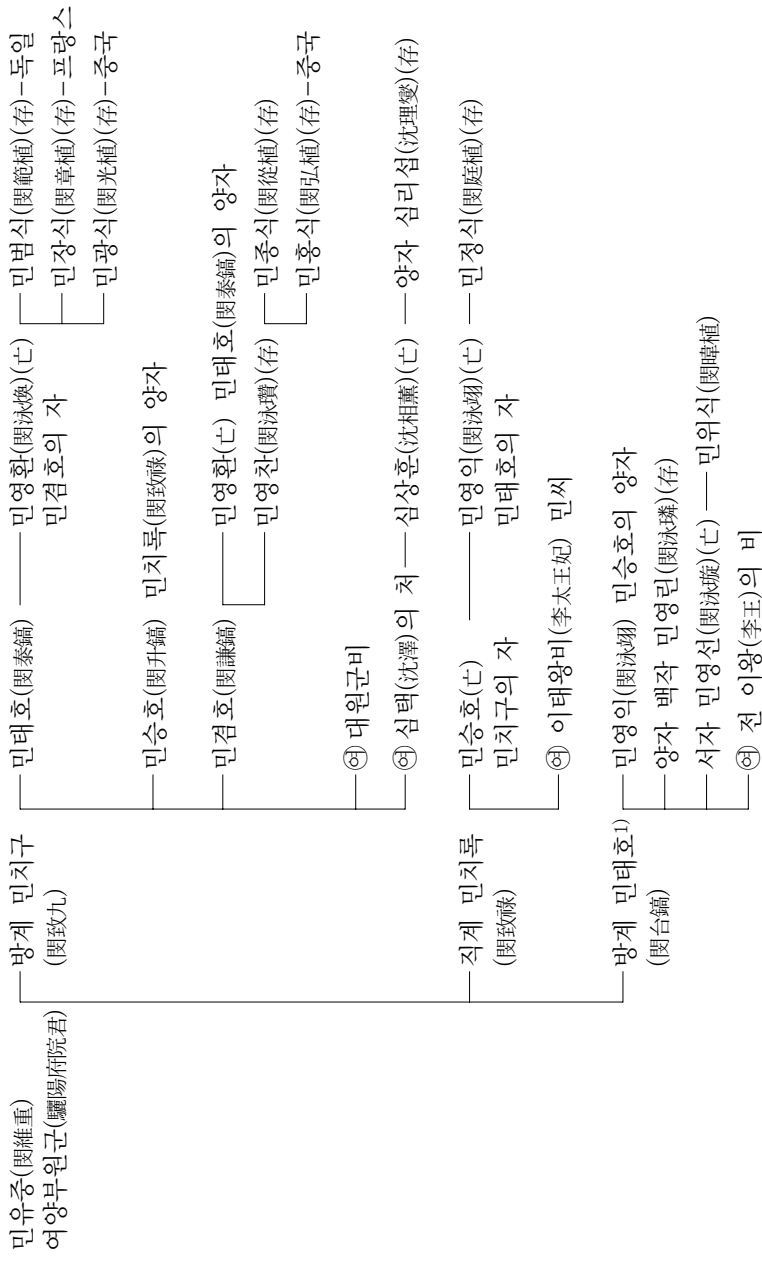 민유중(閔維重)
여양부원군(驪陽府院君)
방계 민치구
(閔致九)
민태호(閔泰鎬)
민영환(閔泳煥)(亡)
민겸호의 자
민범식(閔範植)(存)-독일
민장식(閔章植)(存)-프랑스
민광식(閔光植)(存)-중국
민승호(閔升鎬) 민치록(閔致祿)의 양자
민겸호(閔謙鎬)
민영환(亡) 민태호(閔泰鎬)의 양자
민영찬(閔泳瓚)(存)
민종식(閔從植)(存)
민홍식(閔弘植)(存)-중국
여 대원군비
여 심택(沈澤)의 처
심상훈(沈相薰)(亡)
양자 심리섭(沈理燮)(存)
직계 민치록
(閔致祿)
민승호(亡)
민치구의 자
민영익(閔泳翊)(亡)
민태호의 자
민정식(閔庭植)(存)
여 이태왕비(李太王妃) 민씨
방계 민태호1)
(閔台鎬)
민영익(閔泳翊) 민승호의 양자
양자 백작 민영린(閔泳璘)(存)
서자 민영선(閔泳璇)(亡)
민위식(閔暐植)
여 전 이왕(李王)의 비